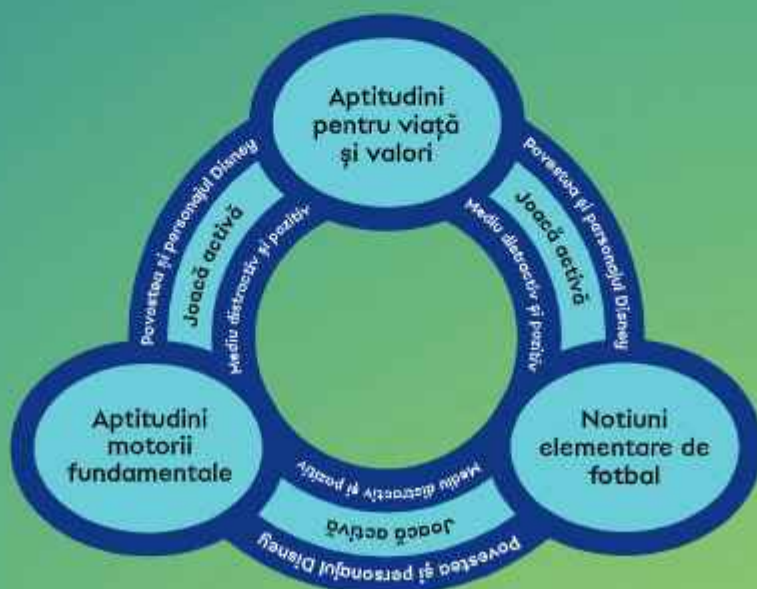 Aptitudini
pentru viață
și valori
Povestea și personajul Disney
Joacă activă
Mediu distractiv și pozitiv
Povestea și personajul Disney
Joacă activă
Mediu distractiv și pozitiv
Aptitudini
motorii
fundamentale
Notiuni
elementare de
fotbal
Mediu distractiv și pozitiv
Joacă activă
Povestea și personajul Disney